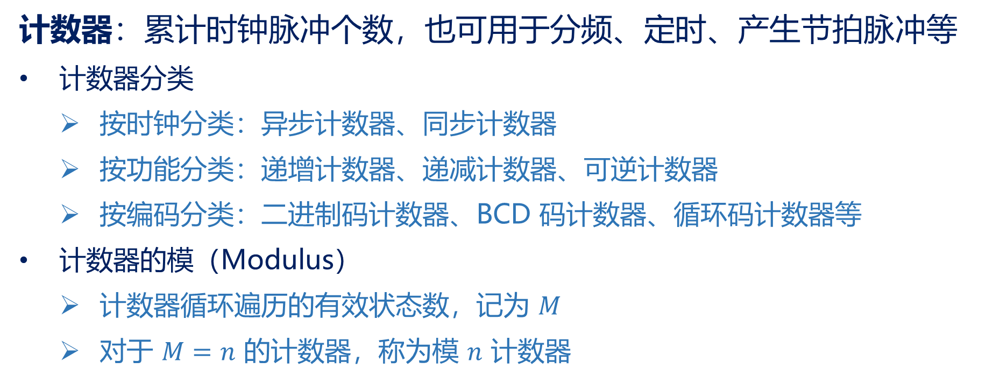 计数器：累计时钟脉冲个数，也可用于分频、定时、产生节拍脉冲等
• 计数器分类
➢ 按时钟分类：异步计数器、同步计数器
➢ 按功能分类：递增计数器、递减计数器、可逆计数器
➢ 按编码分类：二进制码计数器、BCD 码计数器、循环码计数器等
• 计数器的模（Modulus）
➢ 计数器循环遍历的有效状态数，记为 M
➢ 对于 M = n 的计数器，称为模 n 计数器